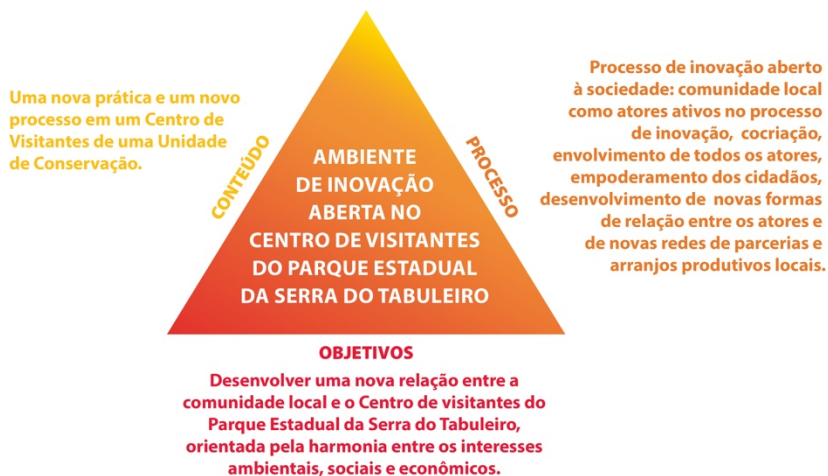 Uma nova prática e um novo
processo em um Centro de
Visitantes de uma Unidade
de Conservação.
CONTEÚDO
AMBIENTE
DE INOVAÇÃO
ABERTA NO
CENTRO DE VISITANTES
DO PARQUE ESTADUAL
DA SERRA DO TABULEIRO
PROCESSO
Processo de inovação aberto
à sociedade: comunidade local
como atores ativos no processo
de inovação, cocriação,
envolvimento de todos os atores,
empoderamento dos cidadãos,
desenvolvimento de novas formas
de relação entre os atores e
de novas redes de parcerias e
arranjos produtivos locais.
OBJETIVOS
Desenvolver uma nova relação entre a
comunidade local e o Centro de visitantes do
Parque Estadual da Serra do Tabuleiro,
orientada pela harmonia entre os interesses
ambientais, sociais e econômicos.